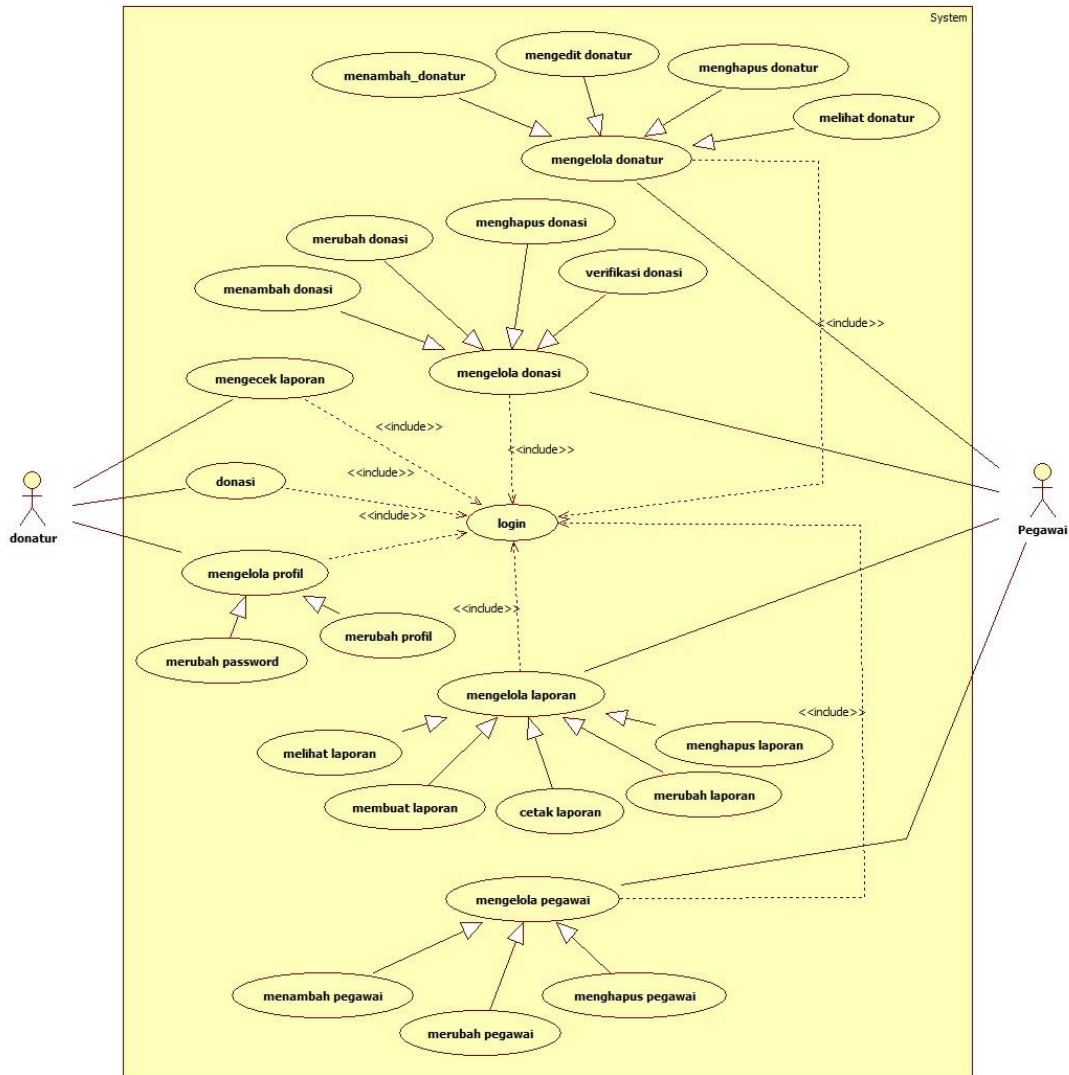 System
mengedit donatur
menambah_donatur
menghapus donatur
melihat donatur
mengelola donatur
menghapus donasi
merubah donasi
verifikasi donasi
menambah donasi
<<include>>
mengelola donasi
mengecek laporan
<<include>>
<<include>>
<<include>>
donasi
<<include>>
login
donatur
Pegawai
mengelola profil
<<include>>
merubah profil
merubah password
mengelola laporan
<<include>>
melihat laporan
menghapus laporan
membuat laporan
cetak laporan
merubah laporan
mengelola pegawai
menambah pegawai
menghapus pegawai
merubah pegawai